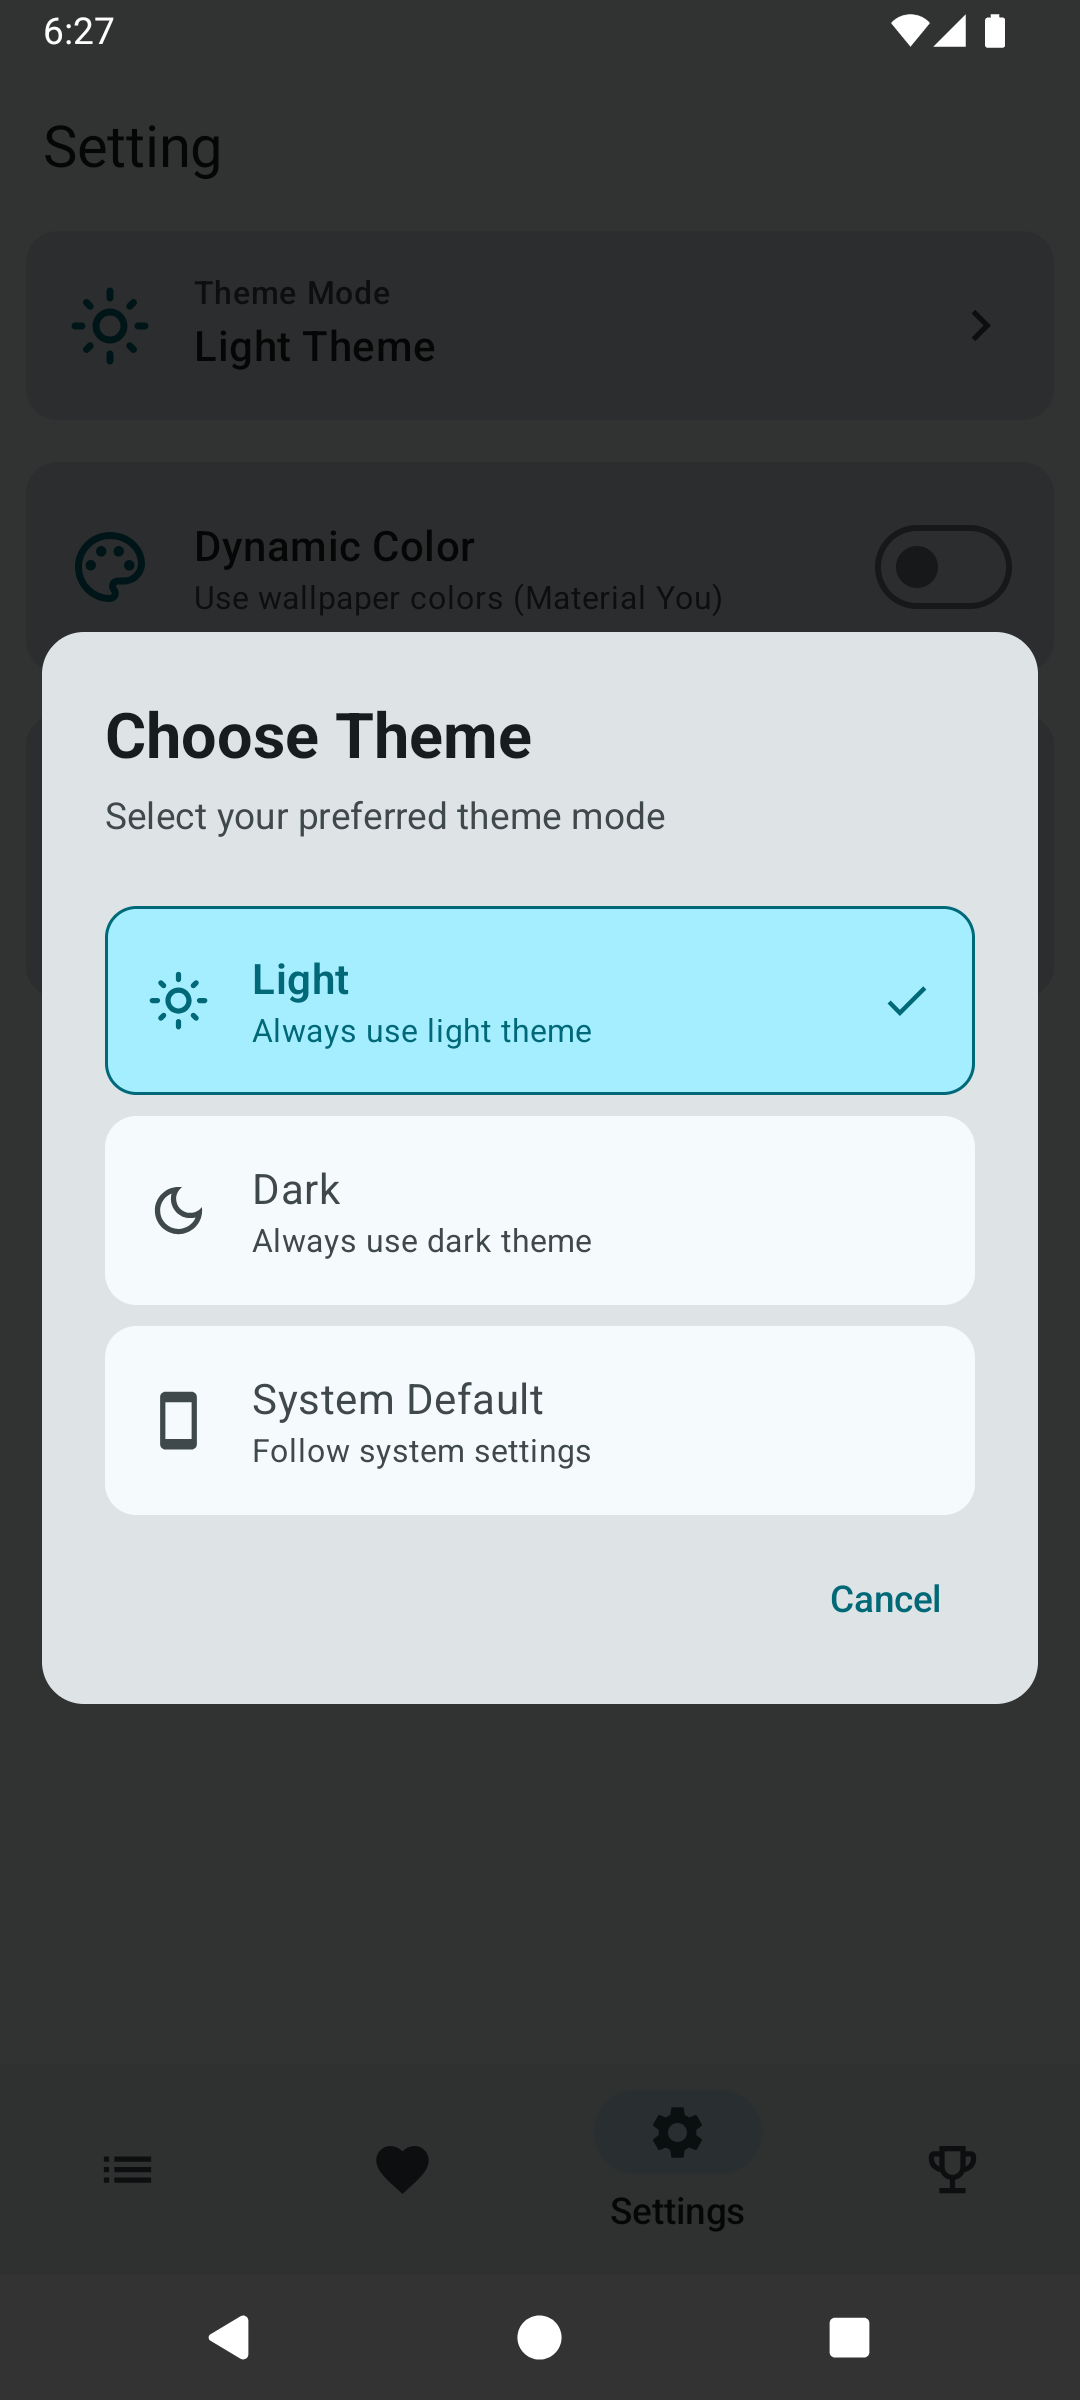 6:27
Setting
Theme Mode
Light Theme
Dynamic Color
Use wallpaper colors (Material You)
Choose Theme
Select your preferred theme mode
Light
Always use light theme
Dark
Always use dark theme
System Default
Follow system settings
Cancel
Settings